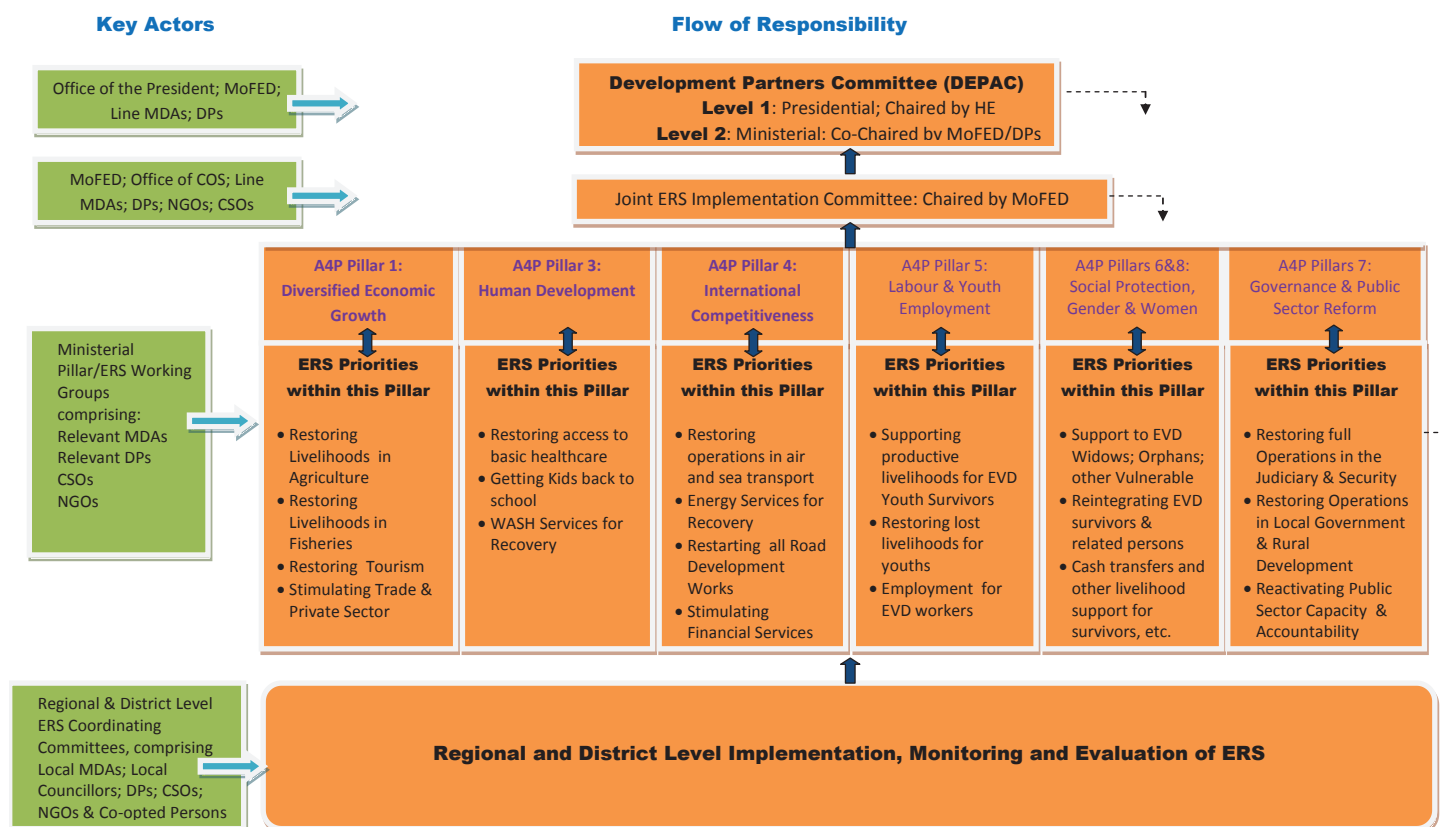 Key Actors
Flow of Responsibility
Office of the President; MoFED;
Line MDAs; DPs
Development Partners Committee (DEPAC)
Level 1: Presidential; Chaired by HE
Level 2: Ministerial: Co-Chaired by MoFED/DPs
MoFED; Office of COS; Line
MDAs; DPs; NGOs; CSOs
Joint ERS Implementation Committee: Chaired by MoFED
Ministerial
Pillar/ERS Working
Groups
comprising:
Relevant MDAs
Relevant DPs
CSOs
NGOs
A4P Pillar 1:
Diversified Economic
Growth
ERS Priorities
within this Pillar
• Restoring
Livelihoods in
Agriculture
• Restoring
Livelihoods in
Fisheries
• Restoring Tourism
• Stimulating Trade &
Private Sector
A4P Pillar 3:
Human Development
ERS Priorities
within this Pillar
• Restoring access to
basic healthcare
• Getting Kids back to
school
• WASH Services for
Recovery
A4P Pillar 4:
International
Competitiveness
ERS Priorities
within this Pillar
• Restoring
operations in air
and sea transport
• Energy Services for
Recovery
• Restarting all Road
Development
Works
• Stimulating
Financial Services
A4P Pillar 5:
Labour & Youth
Employment
ERS Priorities
within this Pillar
• Supporting
productive
livelihoods for EVD
Youth Survivors
• Restoring lost
livelihoods for
youths
• Employment for
EVD workers
A4P Pillars 6&8:
Social Protection,
Gender & Women
ERS Priorities
within this Pillar
• Support to EVD
Widows; Orphans;
other Vulnerable
• Reintegrating EVD
survivors &
related persons
• Cash transfers and
other livelihood
support for
survivors, etc.
A4P Pillars 7:
Governance & Public
Sector Reform
ERS Priorities
within this Pillar
• Restoring full
Operations in the
Judiciary & Security
• Restoring Operations
in Local Government
& Rural
Development
• Reactivating Public
Sector Capacity &
Accountability
Regional & District Level
ERS Coordinating
Committees, comprising
Local MDAs; Local
Councillors; DPs; CSOs;
NGOs & Co-opted Persons
Regional and District Level Implementation, Monitoring and Evaluation of ERS